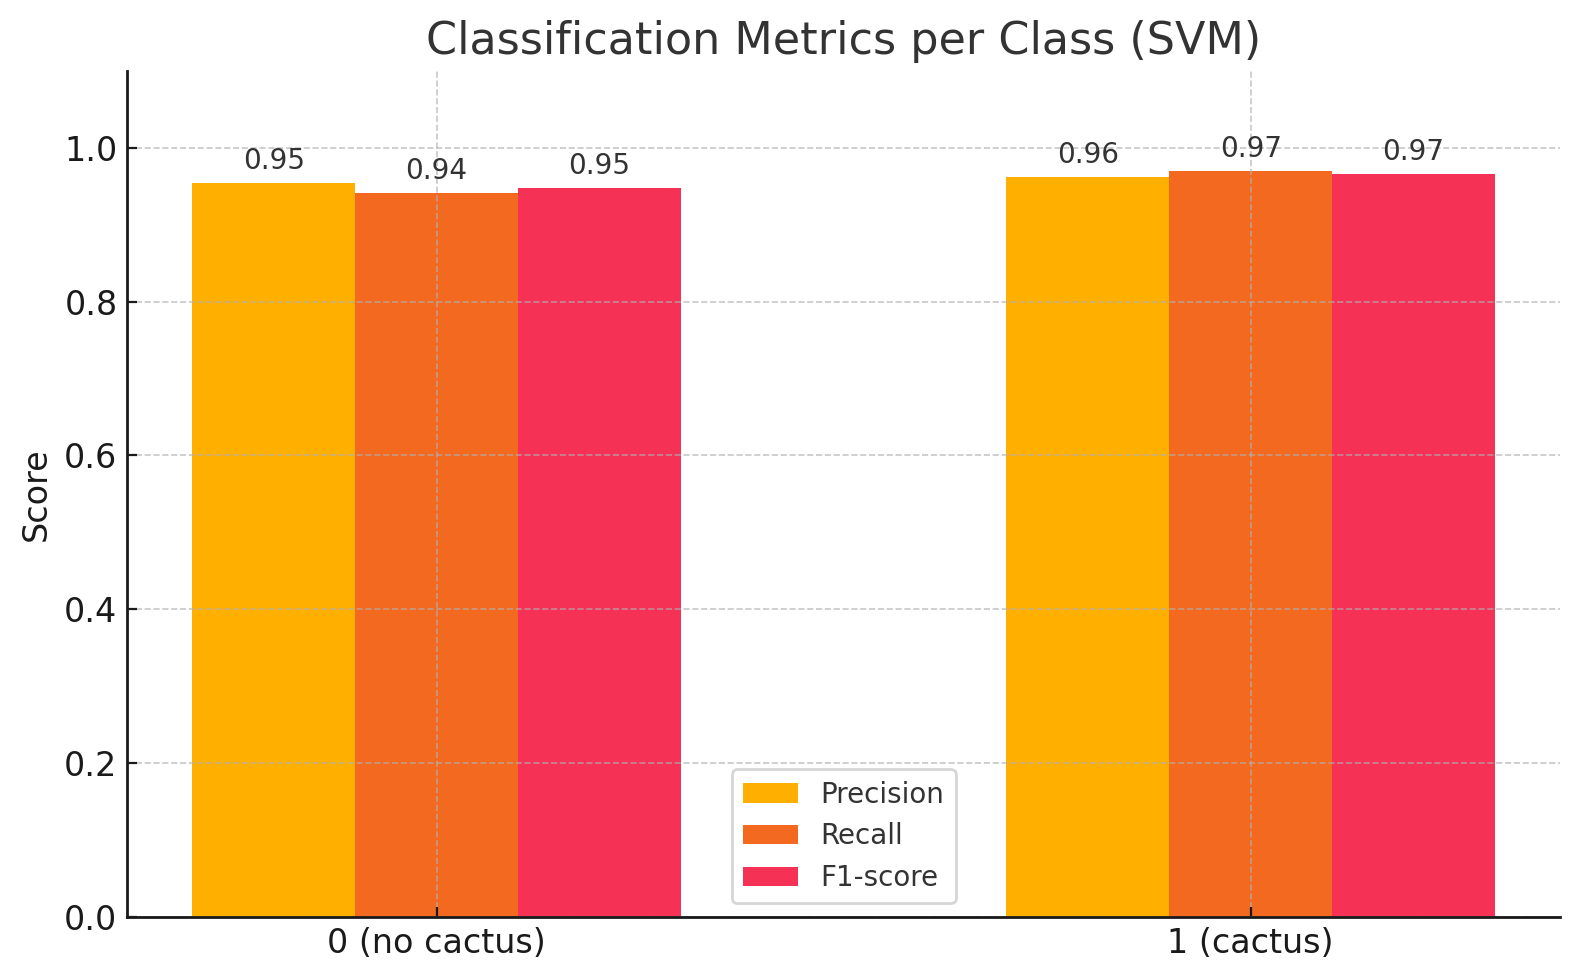 Classification Metrics per Class (SVM)
Score
1.0
0.8
0.6
0.4
0.2
0.0
0.95
0.94
0.95
0.96
0.97
0.97
Precision
Recall
F1-score
0 (no cactus)
1 (cactus)